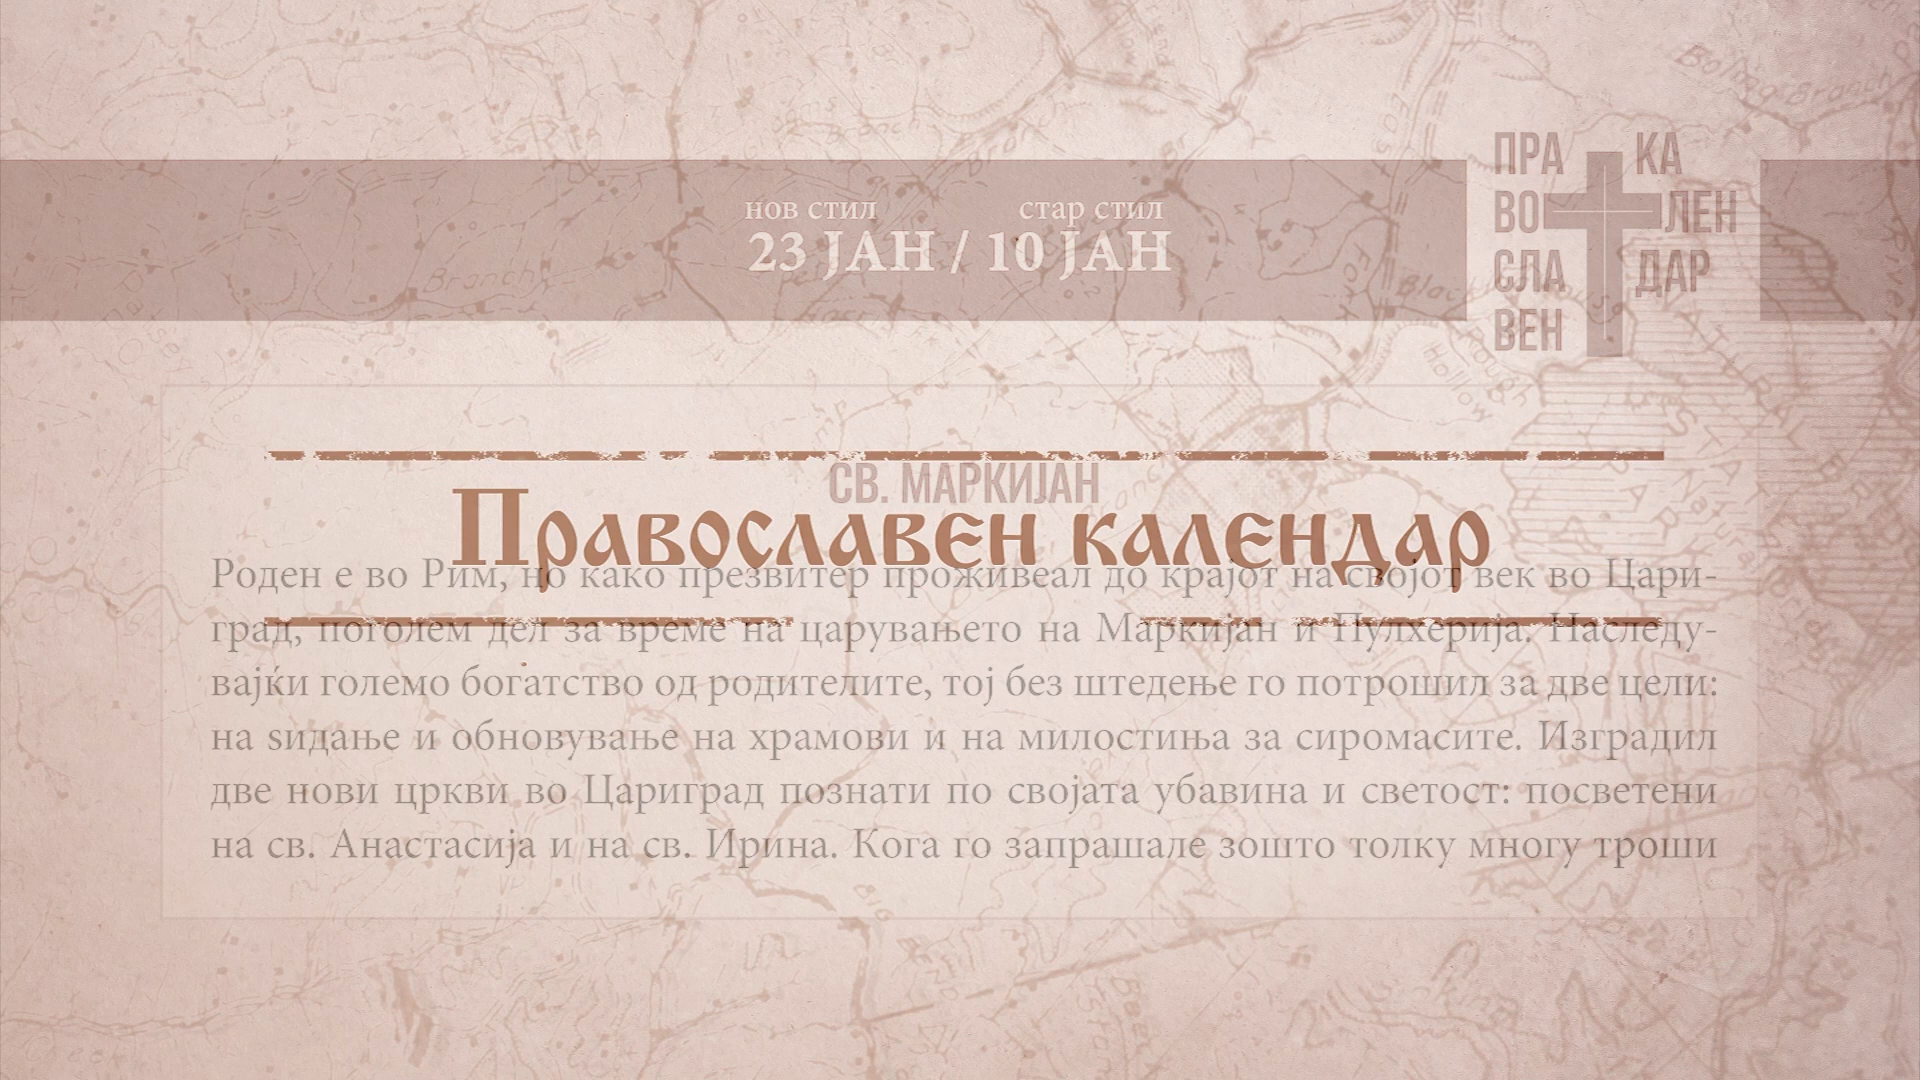 нов стил стар стил
23 ЈАН / 10 ЈАН
ПРА
ВО
СЛА
ВЕН
КА
ЛЕН
ДАР
СВ. МАРКИЈАН
Православен календар
Роден е во Рим, но како презвитер проживеал до крајот на својот век во Цари-
град, поголем дел за време на царувањето на Маркијан и Пулхерија. Наследу-
вајќи големо богатство од родителите, тој без штедење го потрошил за две цели:
на ѕидање и обновување на храмови и на милостиња за сиромасите. Изградил
две нови цркви во Цариград познати по својата убавина и светост: посветени
на св. Анастасија и на св. Ирина. Кога го запрашале зошто толку многу троши
Boling Branch
Branch
Hollow